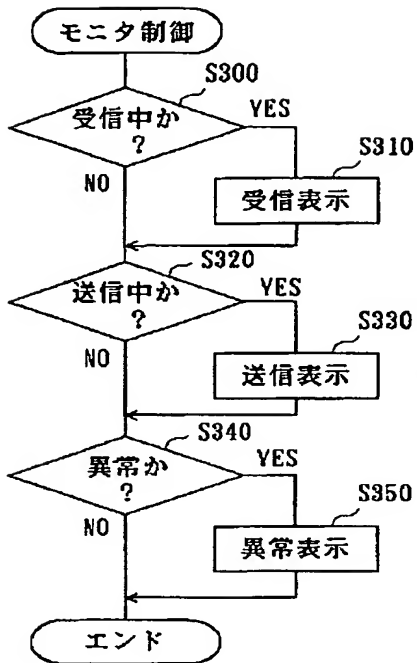 モニタ制御
S300
受信中か
?
YES
NO
S310
受信表示
S320
送信中か
?
YES
NO
S330
送信表示
S340
異常か
?
YES
NO
S350
異常表示
エンド